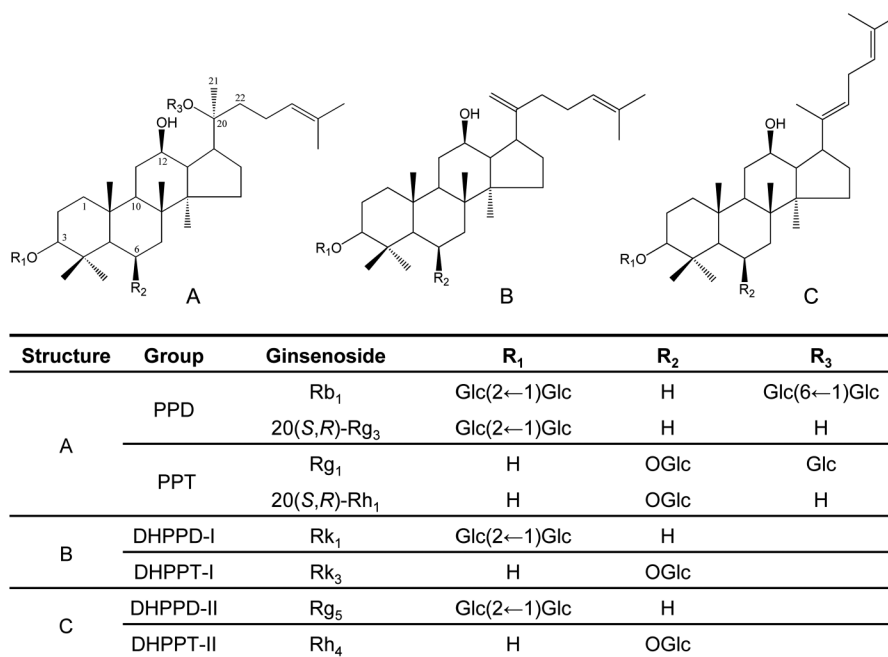 21
R3O
22
20
OH
12
1
10
3
6
R1O
R2
A
OH
R1O
R2
B
OH
R1O
R2
C
Structure Group Ginsenoside R1 R2 R3
A
PPD
Rb1 Glc(2←1)Glc H Glc(6←1)Glc
20(S,R)-Rg3 Glc(2←1)Glc H H
PPT
Rg1 H OGlc Glc
20(S,R)-Rh1 H OGlc H
B
DHPPD-I Rk1 Glc(2←1)Glc H
DHPPT-I Rk3 H OGlc
C
DHPPD-II Rg5 Glc(2←1)Glc H
DHPPT-II Rh4 H OGlc